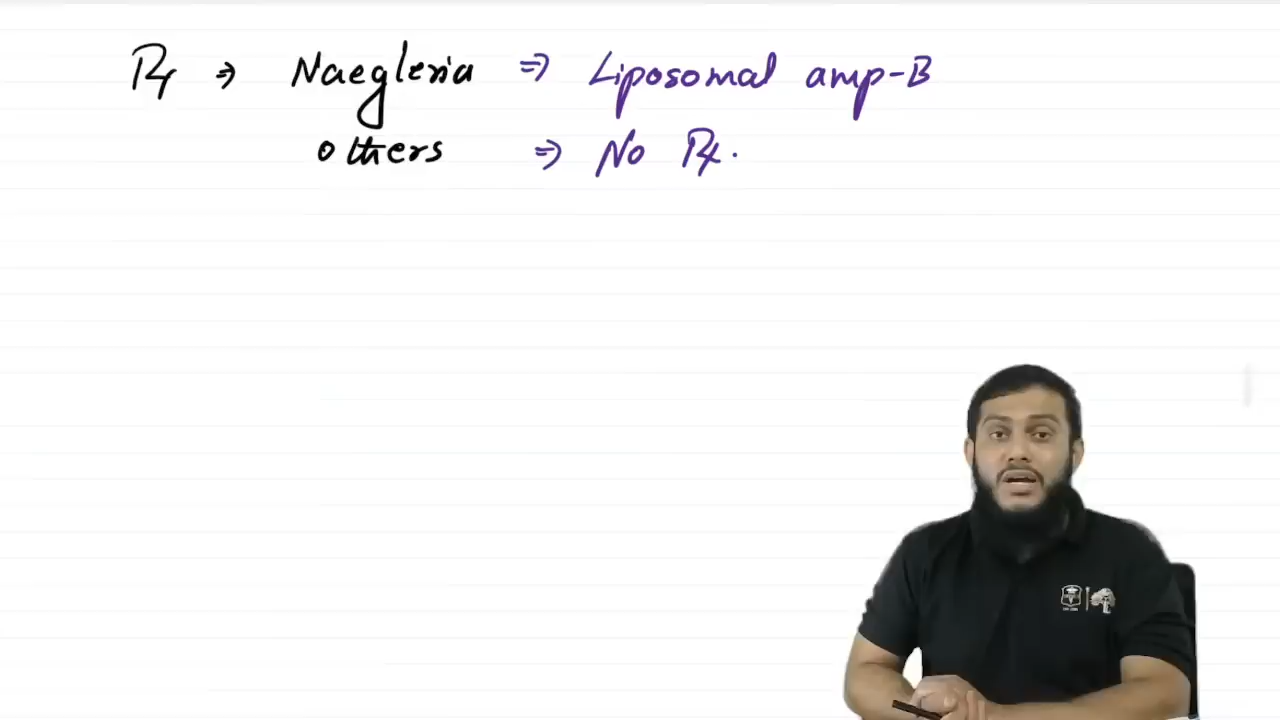 Rx → Naegleria ⇒ Liposomal amp-B
others ⇒ No Rx.